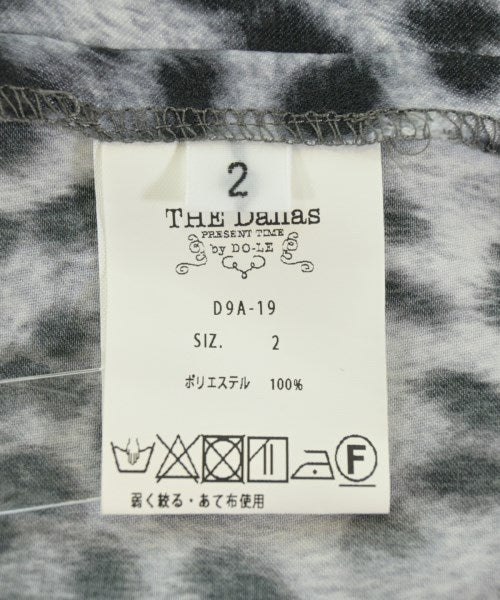 2
THE Dallas
PRESENT TIME
by DO-LE
D9A-19
SIZ. 2
ポリエステル 100%
F
弱く絞る・あて布使用